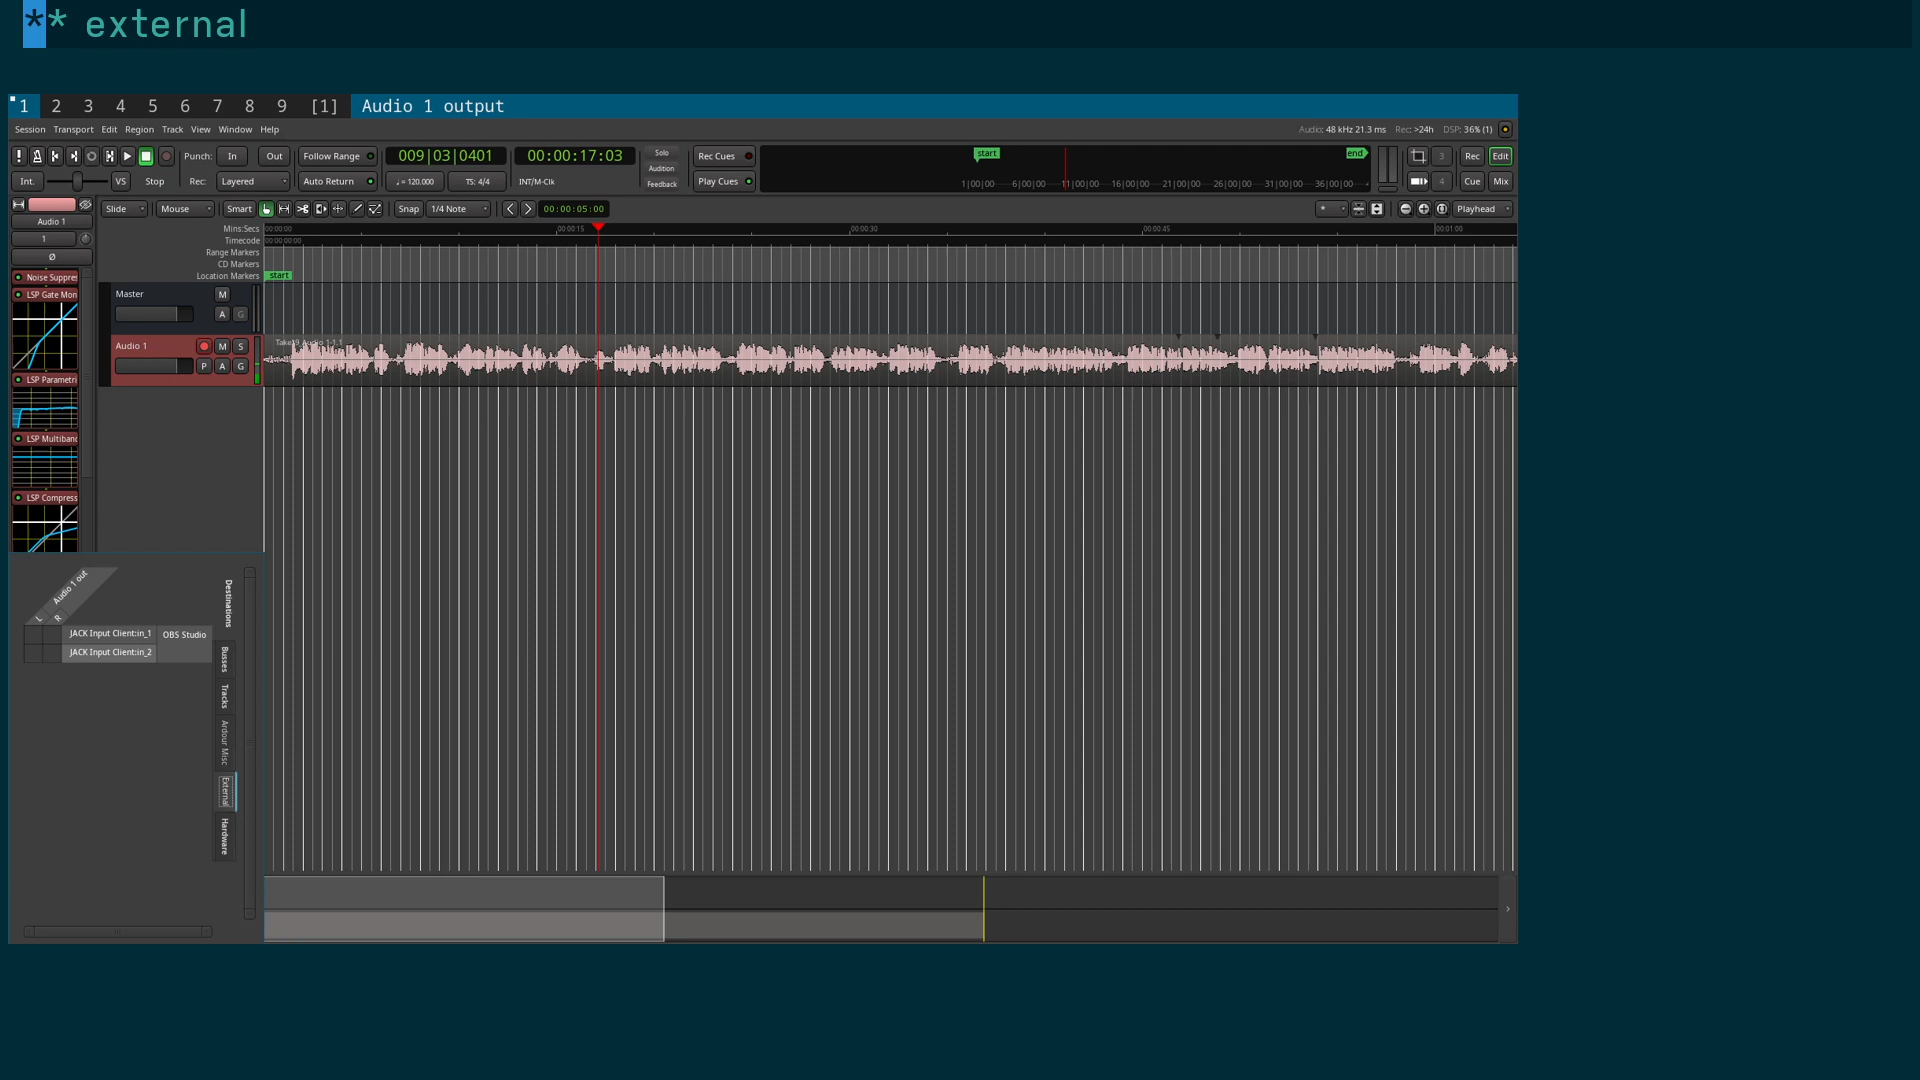 ** external
1 2 3 4 5 6 7 8 9 [1] Audio 1 output
Session Transport Edit Region Track View Window Help
Audio: 48 kHz 21.3 ms Rec: >24h DSP: 36% (1)
Punch: In Out Follow Range 009|03|0401 00:00:17:03 Solo Rec Cues start end 3 Rec Edit
Audition
Int. VS Stop Rec: Layered Auto Return ♩= 120.000 TS: 4/4 INT/M-Clk Feedback Play Cues 1|00|00 6|00|00 11|00|00 16|00|00 21|00|00 26|00|00 31|00|00 36|00|00 4 Cue Mix
Slide Mouse Smart Snap 1/4 Note 00:00:05:00 * Playhead
Audio 1
Mins:Secs 00:00:00 00:00:15 00:00:30 00:00:45 00:01:00
1
Timecode 00:00:00:00
Range Markers
Ø
CD Markers
Location Markers start
Noise Suppres
LSP Gate Mon
Master M
A G
Audio 1 M S
Take19_Audio 1-1.1
P A G
LSP Parametri
LSP Multiband
LSP Compress
Audio 1 out
L R
JACK Input Client:in_1 OBS Studio
JACK Input Client:in_2
Destinations
Busses
Tracks
Ardour Misc
External
Hardware